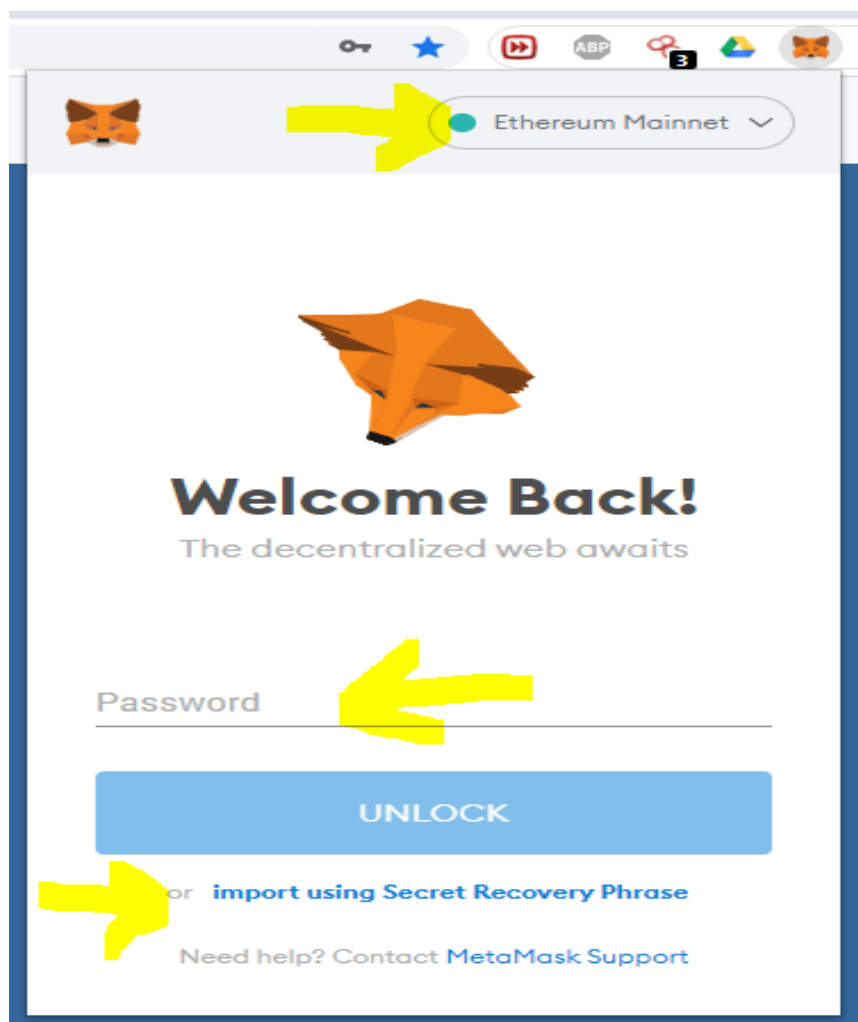 ABP
3
Ethereum Mainnet
Welcome Back!
The decentralized web awaits
Password
UNLOCK
or import using Secret Recovery Phrase
Need help? Contact MetaMask Support